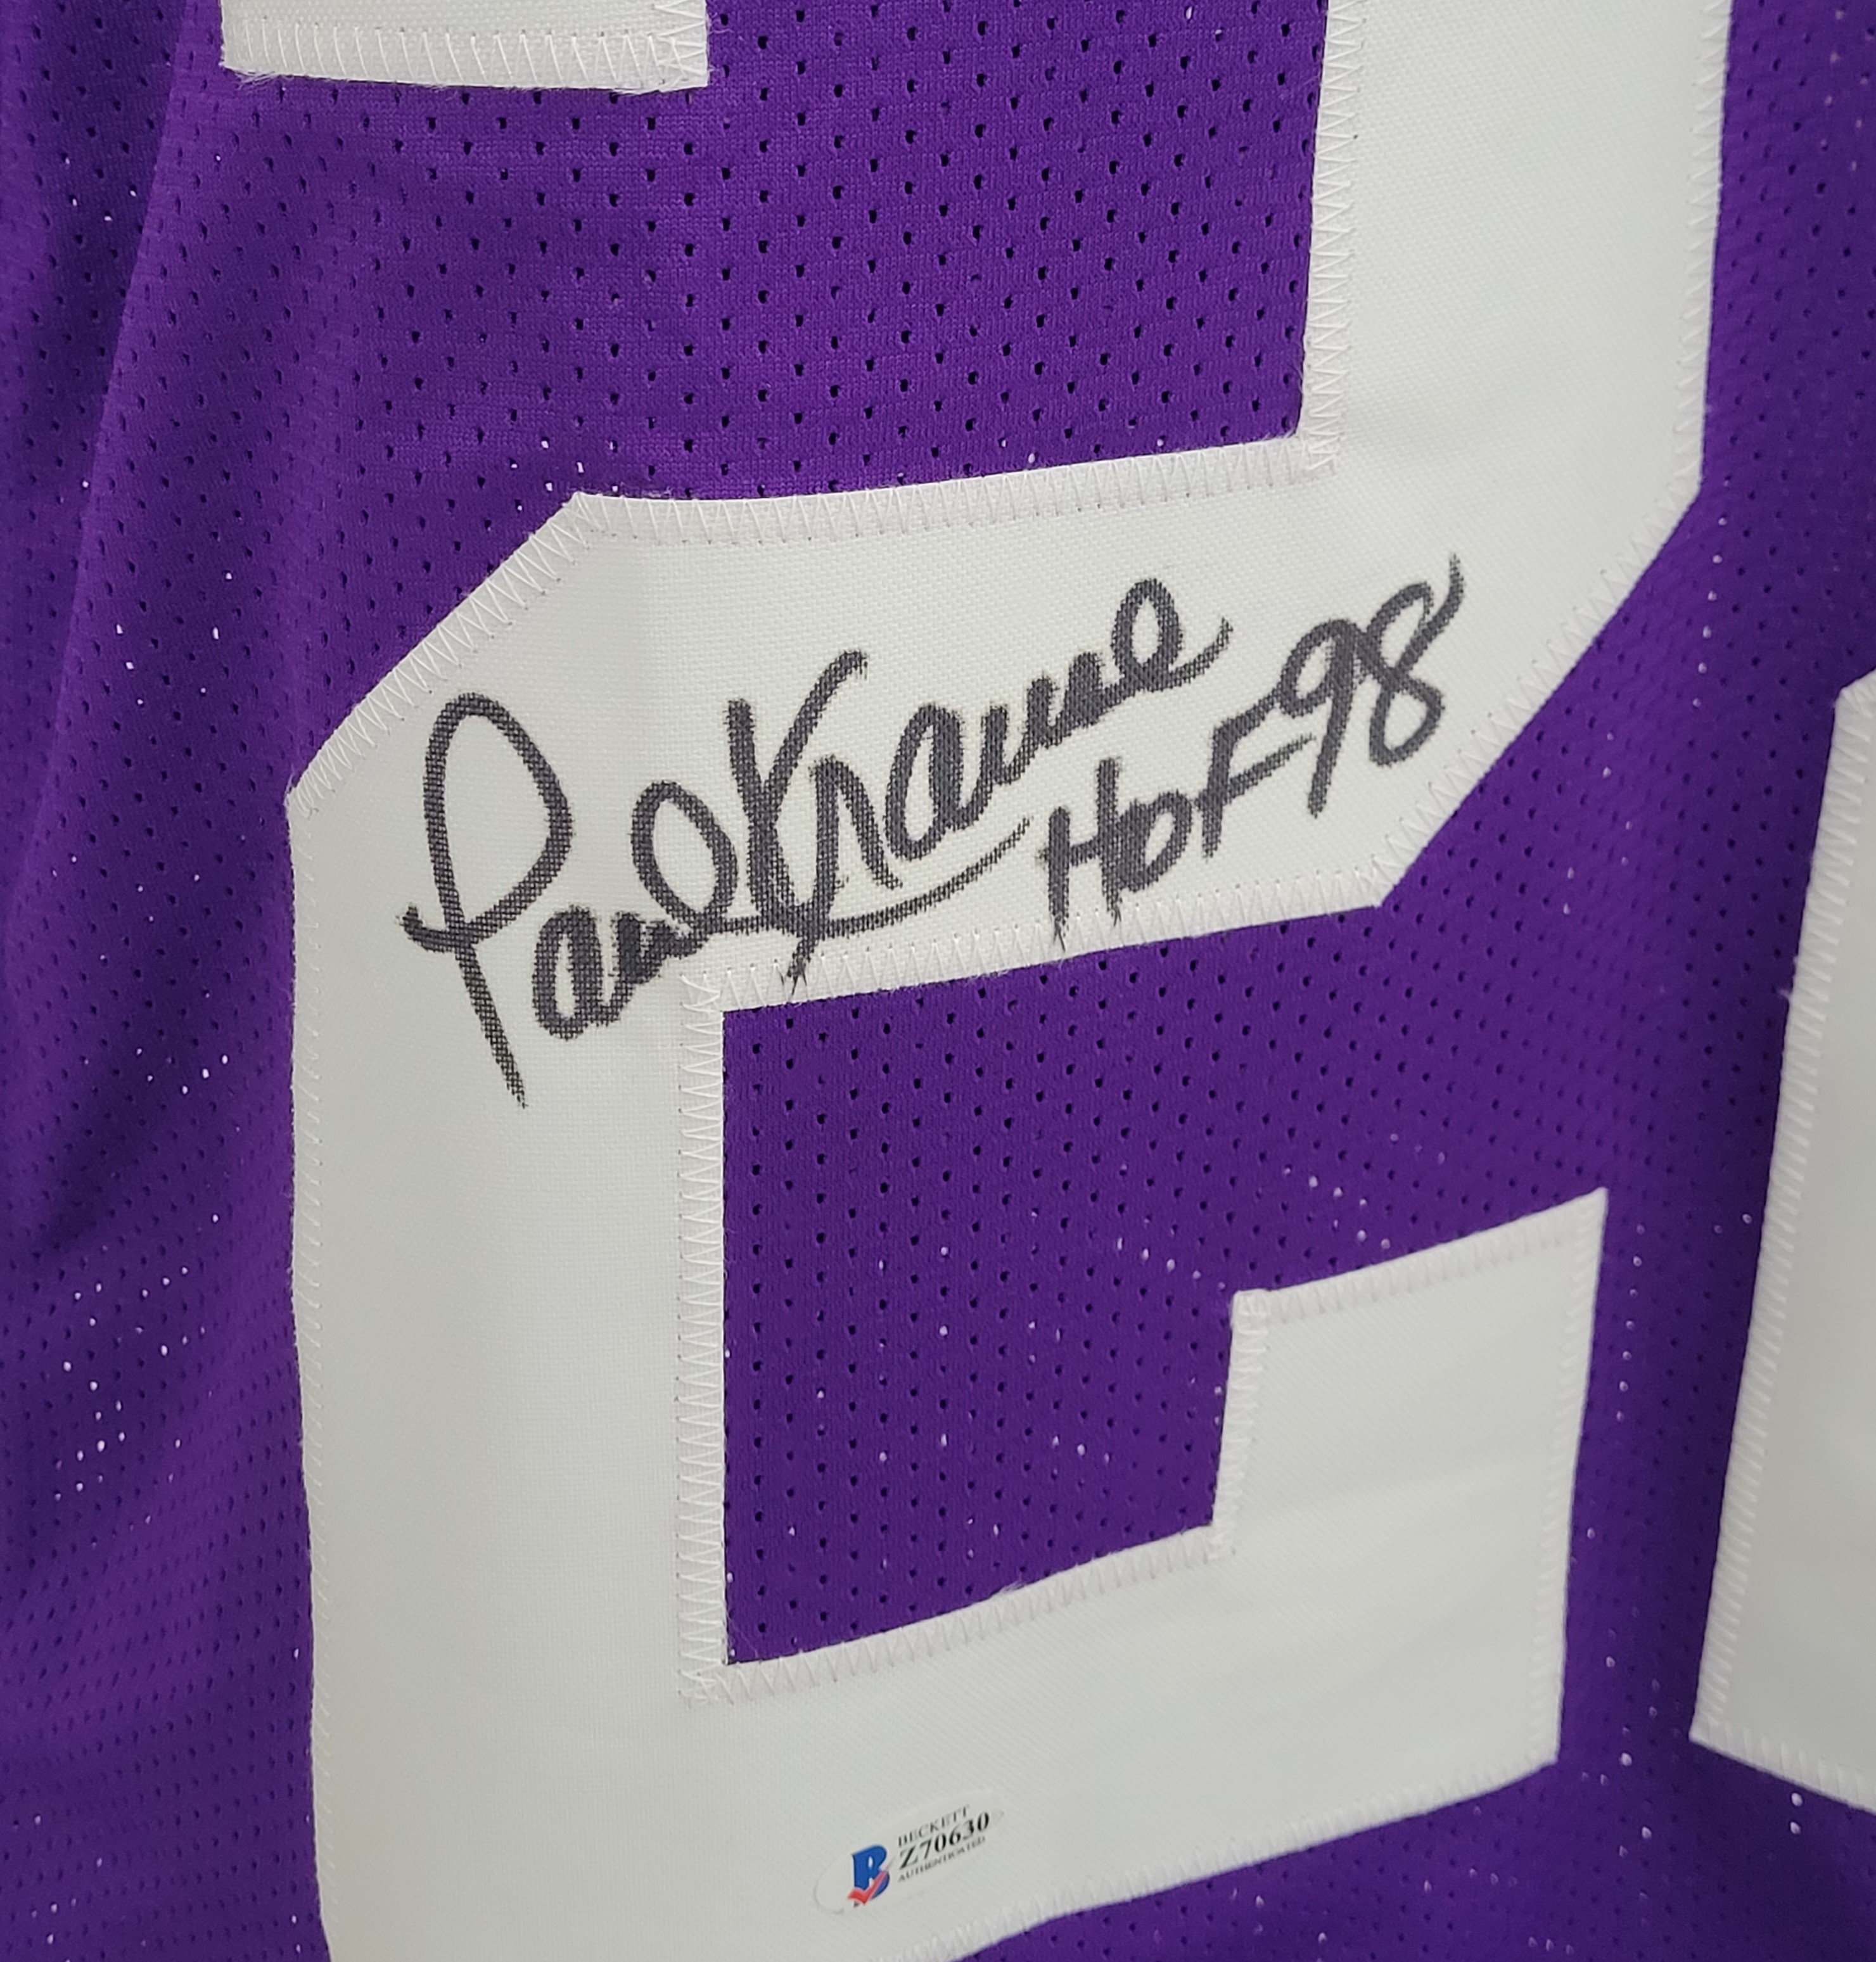 Paul Krause
HOF 98
BECKETT
Z70630
AUTHENTICATED